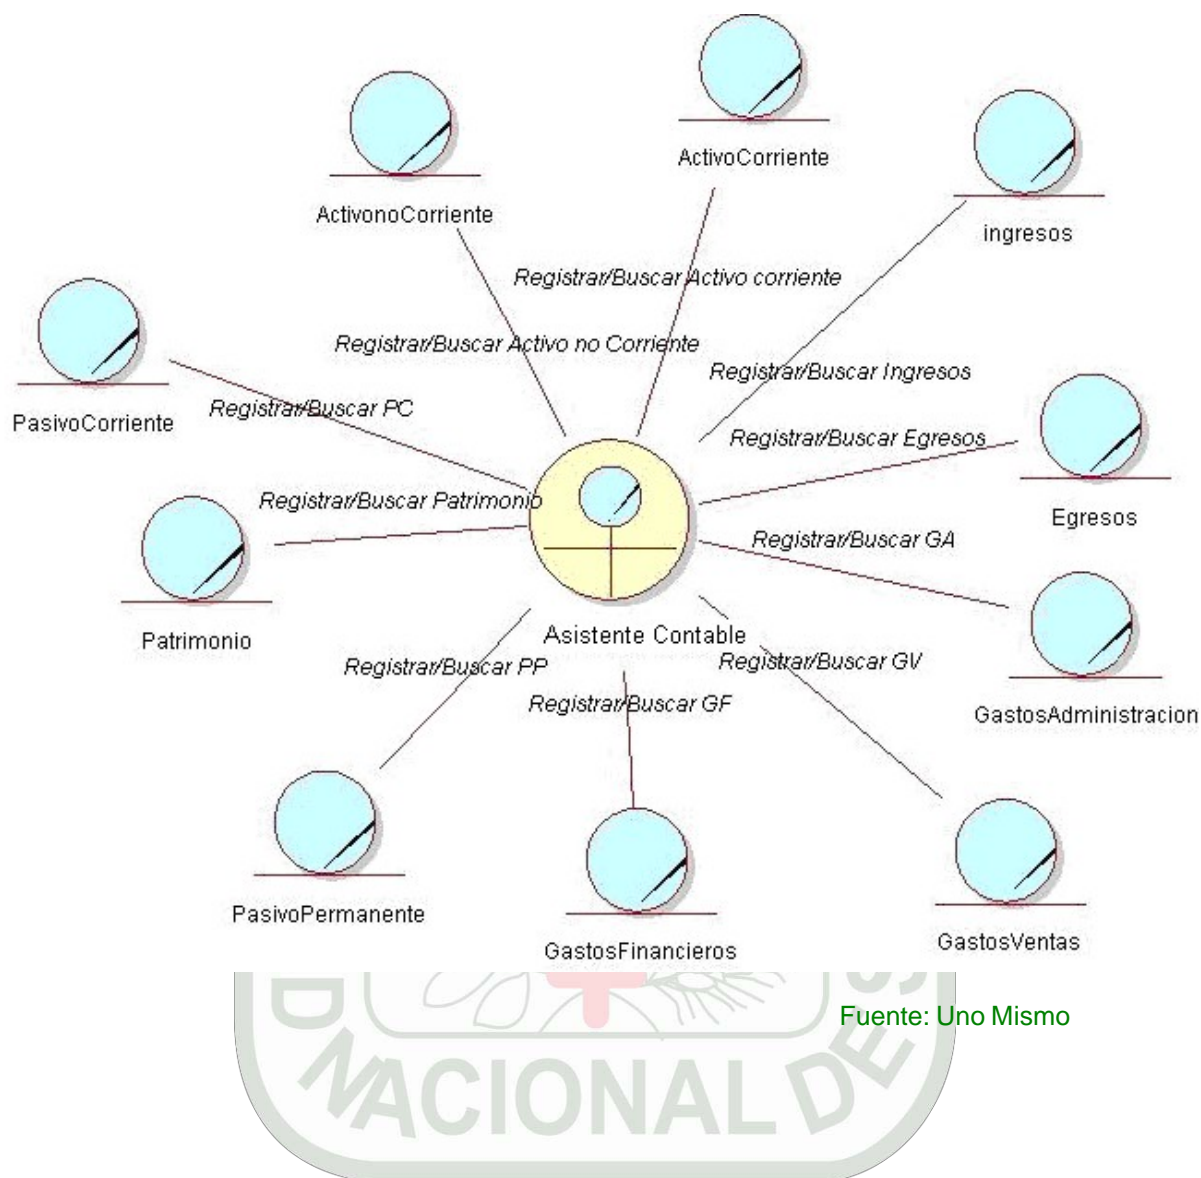 ActivoCorriente
ActivonoCorriente
ingresos
Registrar/Buscar Activo corriente
Registrar/Buscar Activo no Corriente
Registrar/Buscar Ingresos
Registrar/Buscar PC
PasivoCorriente
Registrar/Buscar Egresos
Registrar/Buscar Patrimonio
Egresos
Registrar/Buscar GA
Patrimonio
Asistente Contable
Registrar/Buscar PP
Registrar/Buscar GV
Registrar/Buscar GF
GastosAdministracion
PasivoPermanente
GastosFinancieros
GastosVentas
Fuente: Uno Mismo
D NACIONAL DE S